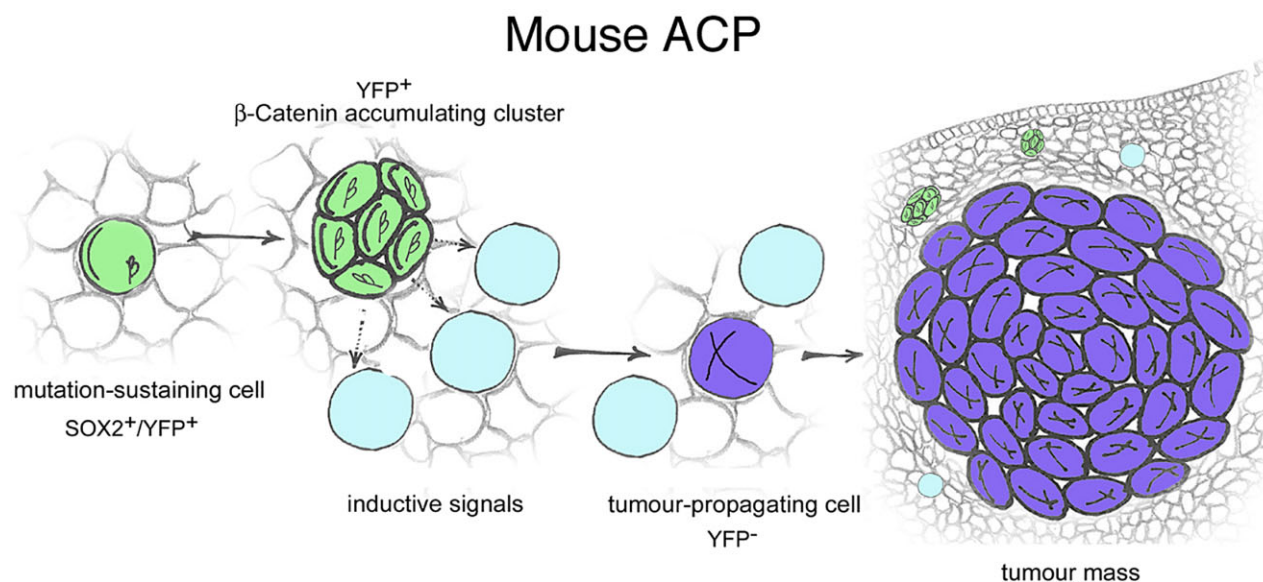 Mouse ACP
YFP⁺
β-Catenin accumulating cluster
β
β
β
β
β
β
β
β
mutation-sustaining cell
SOX2⁺/YFP⁺
inductive signals
tumour-propagating cell
YFP⁻
tumour mass